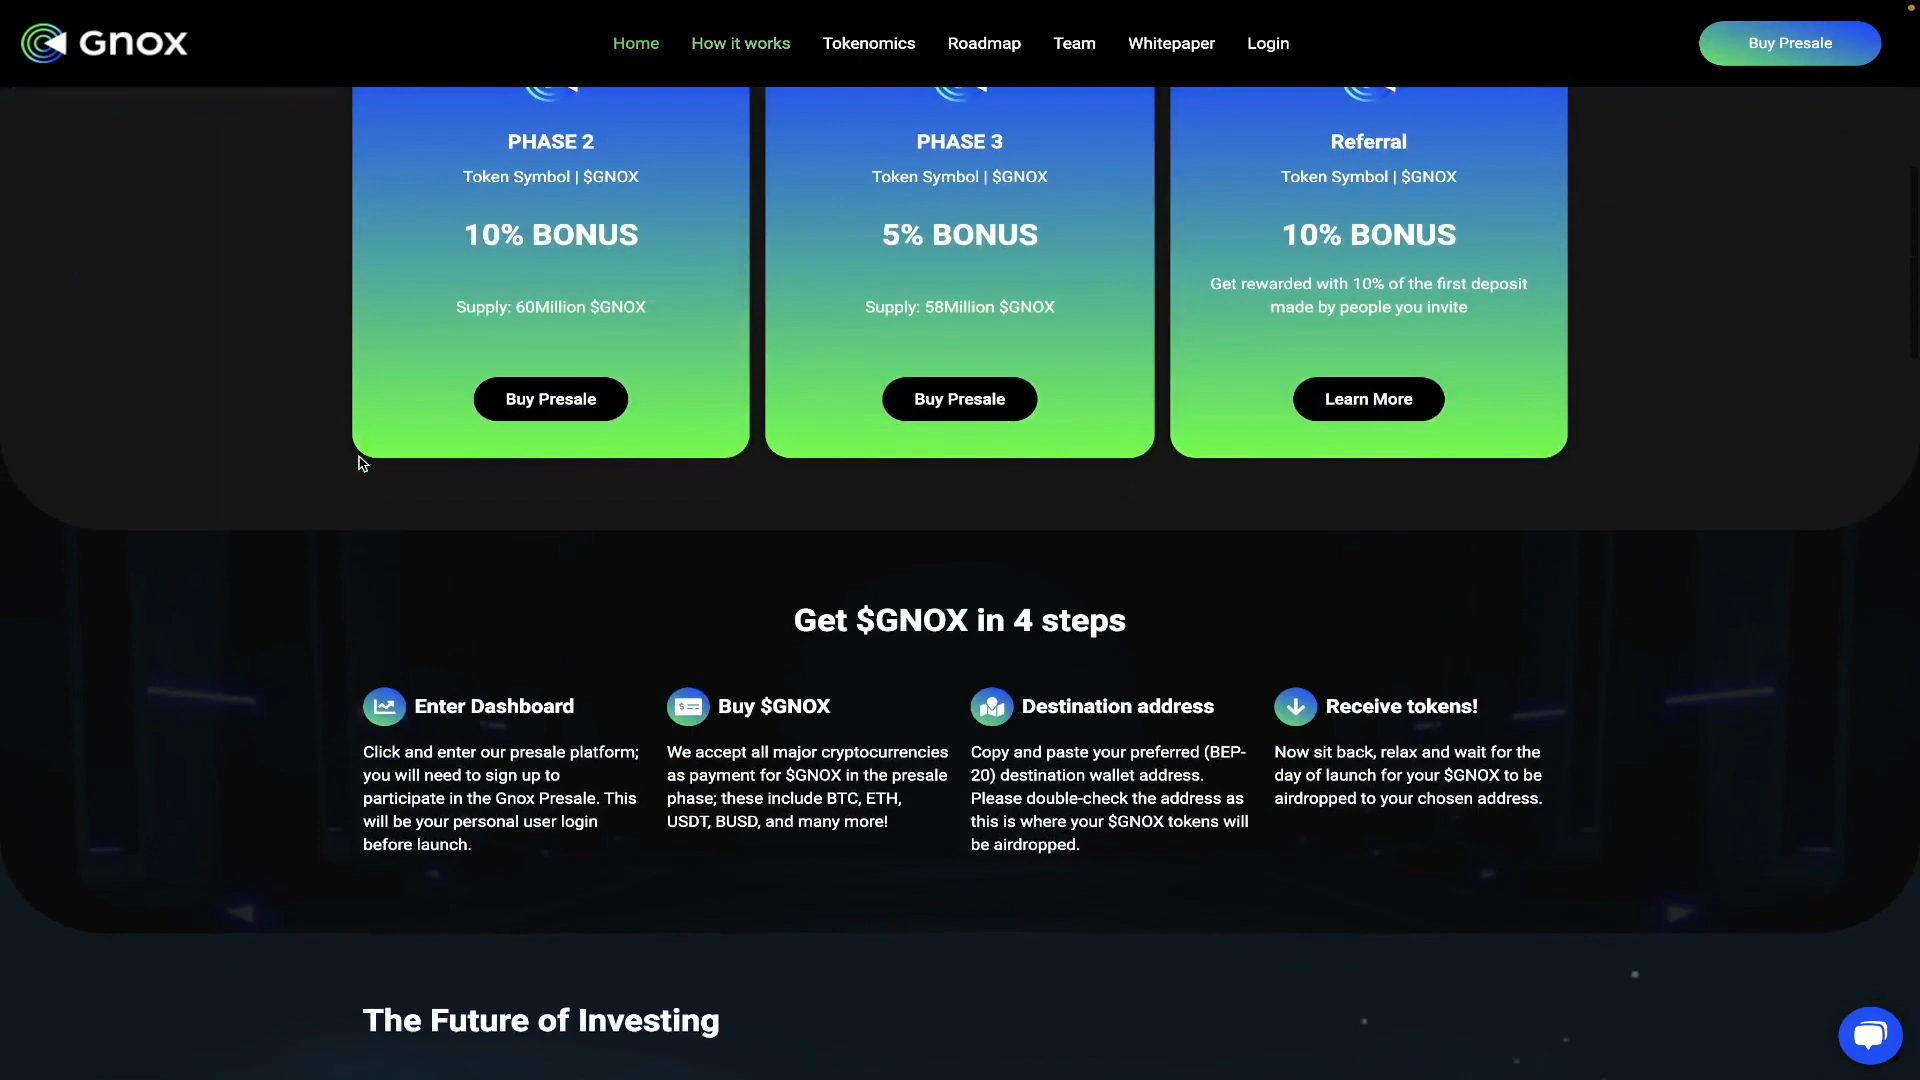 Gnox
Home How it works Tokenomics Roadmap Team Whitepaper Login
Buy Presale
PHASE 2
Token Symbol | $GNOX
10% BONUS
Supply: 60Million $GNOX
Buy Presale
PHASE 3
Token Symbol | $GNOX
5% BONUS
Supply: 58Million $GNOX
Buy Presale
Referral
Token Symbol | $GNOX
10% BONUS
Get rewarded with 10% of the first deposit
made by people you invite
Learn More
Get $GNOX in 4 steps
Enter Dashboard
Click and enter our presale platform;
you will need to sign up to
participate in the Gnox Presale. This
will be your personal user login
before launch.
Buy $GNOX
We accept all major cryptocurrencies
as payment for $GNOX in the presale
phase; these include BTC, ETH,
USDT, BUSD, and many more!
Destination address
Copy and paste your preferred (BEP-
20) destination wallet address.
Please double-check the address as
this is where your $GNOX tokens will
be airdropped.
Receive tokens!
Now sit back, relax and wait for the
day of launch for your $GNOX to be
airdropped to your chosen address.
The Future of Investing